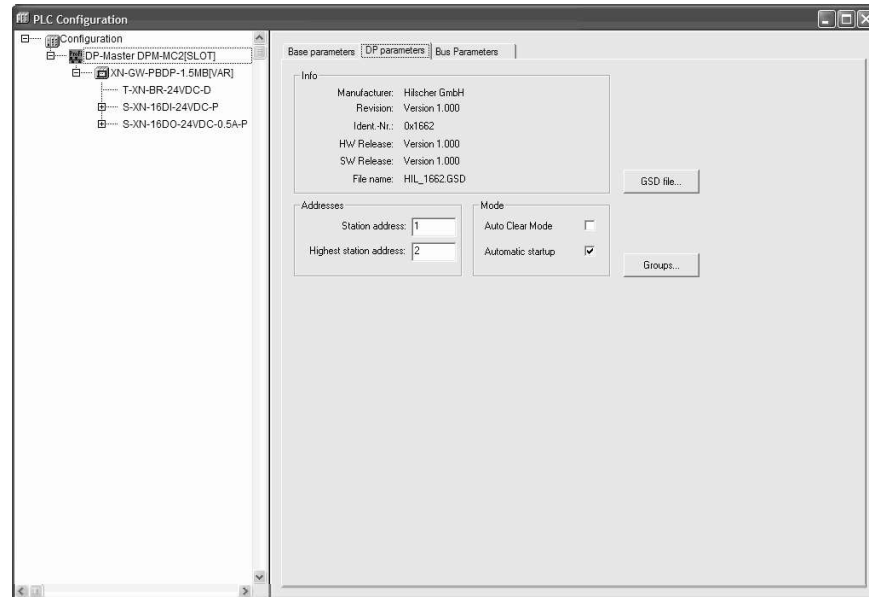 PLC Configuration
Configuration
DP-Master DPM-MC2[SLOT]
XN-GW-PBDP-1.5MB[VAR]
T-XN-BR-24VDC-D
S-XN-16DI-24VDC-P
S-XN-16DO-24VDC-0.5A-P
Base parameters DP parameters Bus Parameters
Info
Manufacturer: Hilscher GmbH
Revision: Version 1.000
Ident.-Nr.: 0x1662
HW Release: Version 1.000
SW Release: Version 1.000
File name: HIL_1662.GSD
GSD file...
Addresses
Station address: 1
Highest station address: 2
Mode
Auto Clear Mode
Automatic startup
Groups...